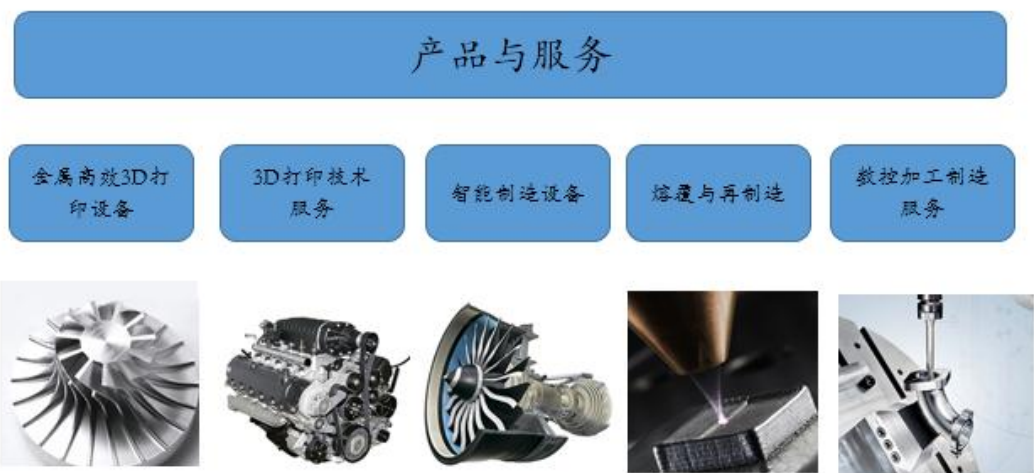 产品与服务
金属高效3D打
印设备
3D打印技术
服务
智能制造设备
熔覆与再制造
数控加工制造
服务